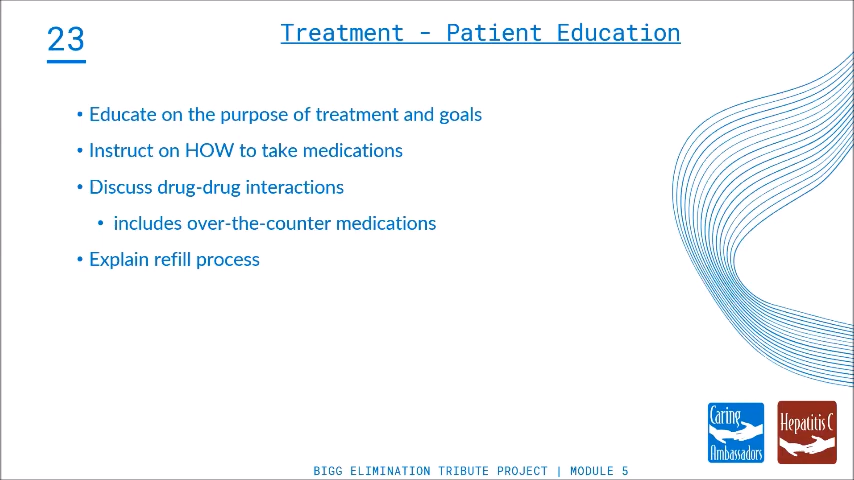 23
Treatment - Patient Education
• Educate on the purpose of treatment and goals
• Instruct on HOW to take medications
• Discuss drug-drug interactions
• includes over-the-counter medications
• Explain refill process
Caring
Ambassadors
Hepatitis C
BIGG ELIMINATION TRIBUTE PROJECT | MODULE 5